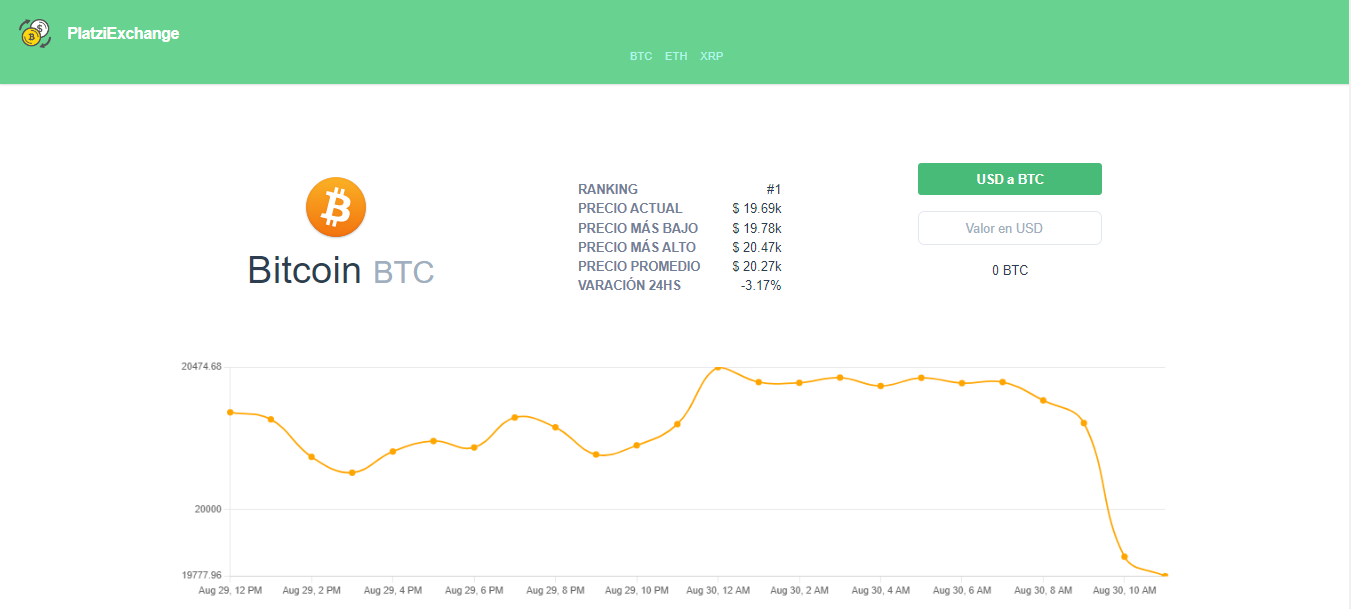 PlatziExchange
BTC ETH XRP
Bitcoin BTC
RANKING #1
PRECIO ACTUAL $ 19.69k
PRECIO MÁS BAJO $ 19.78k
PRECIO MÁS ALTO $ 20.47k
PRECIO PROMEDIO $ 20.27k
VARACIÓN 24HS -3.17%
USD a BTC
Valor en USD
0 BTC
20474.68
20000
19777.96
Aug 29, 12 PM Aug 29, 2 PM Aug 29, 4 PM Aug 29, 6 PM Aug 29, 8 PM Aug 29, 10 PM Aug 30, 12 AM Aug 30, 2 AM Aug 30, 4 AM Aug 30, 6 AM Aug 30, 8 AM Aug 30, 10 AM